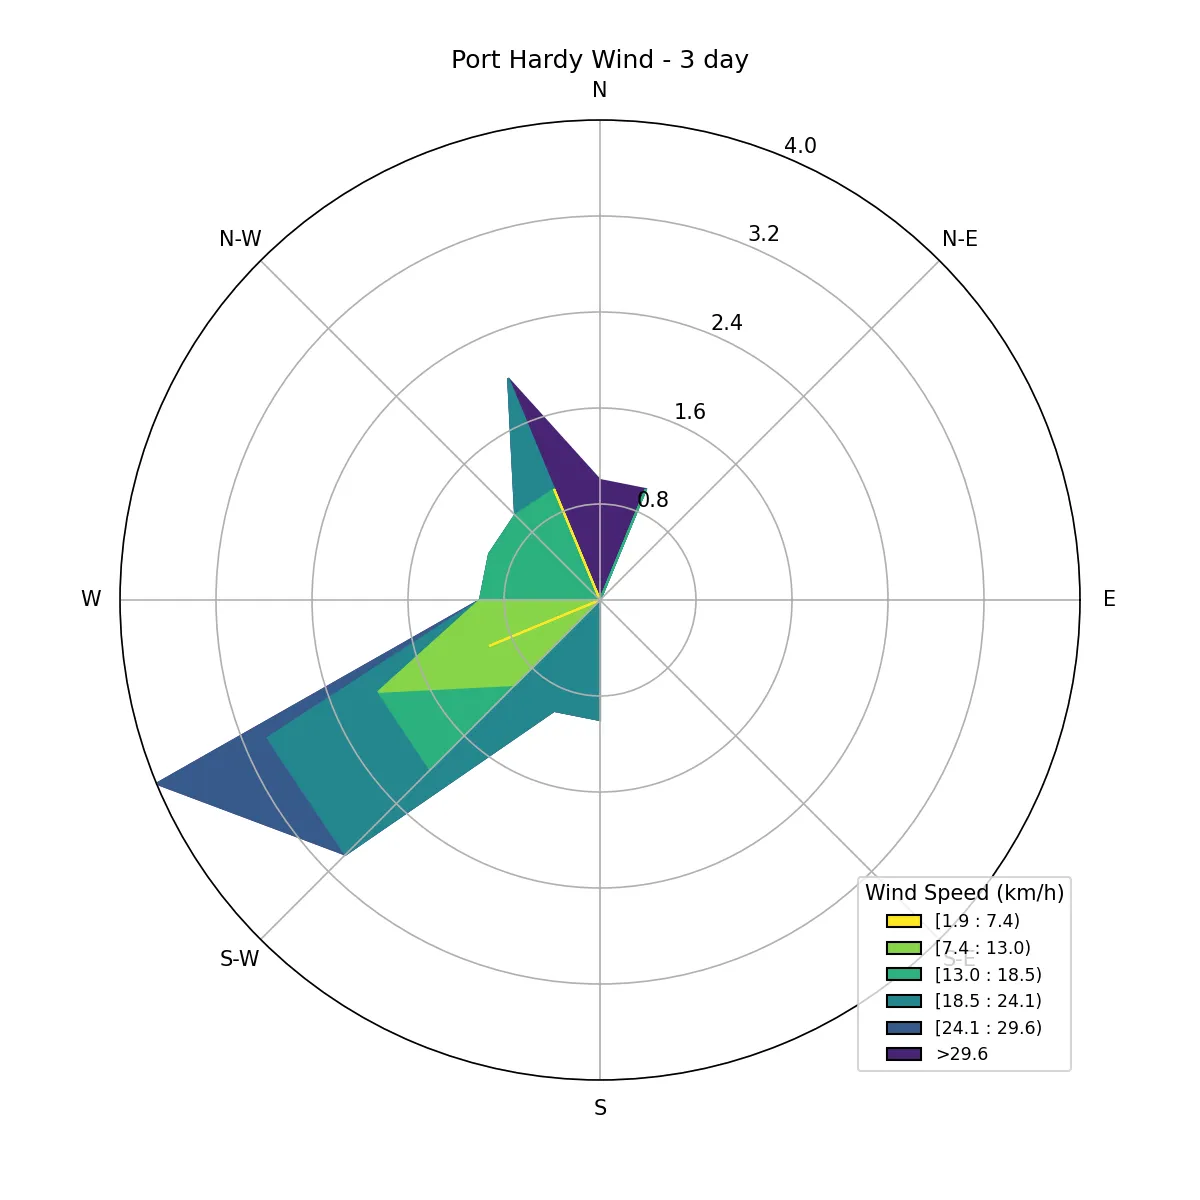 Port Hardy Wind - 3 day
N
4.0
3.2
N-W
N-E
2.4
1.6
0.8
W
E
S-W
S-E
Wind Speed (km/h)
[1.9 : 7.4)
[7.4 : 13.0)
[13.0 : 18.5)
[18.5 : 24.1)
[24.1 : 29.6)
>29.6
S